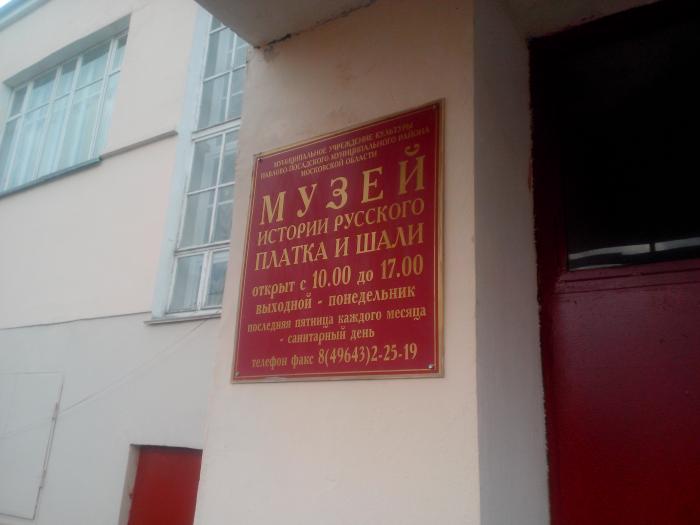 МУНИЦИПАЛЬНОЕ УЧРЕЖДЕНИЕ КУЛЬТУРЫ
ПАВЛОВО-ПОСАДСКОГО МУНИЦИПАЛЬНОГО РАЙОНА
МОСКОВСКОЙ ОБЛАСТИ
МУЗЕЙ
ИСТОРИИ РУССКОГО
ПЛАТКА И ШАЛИ
открыт с 10.00 до 17.00
выходной - понедельник
последняя пятница каждого месяца
- санитарный день
телефон факс 8(49643)2-25-19